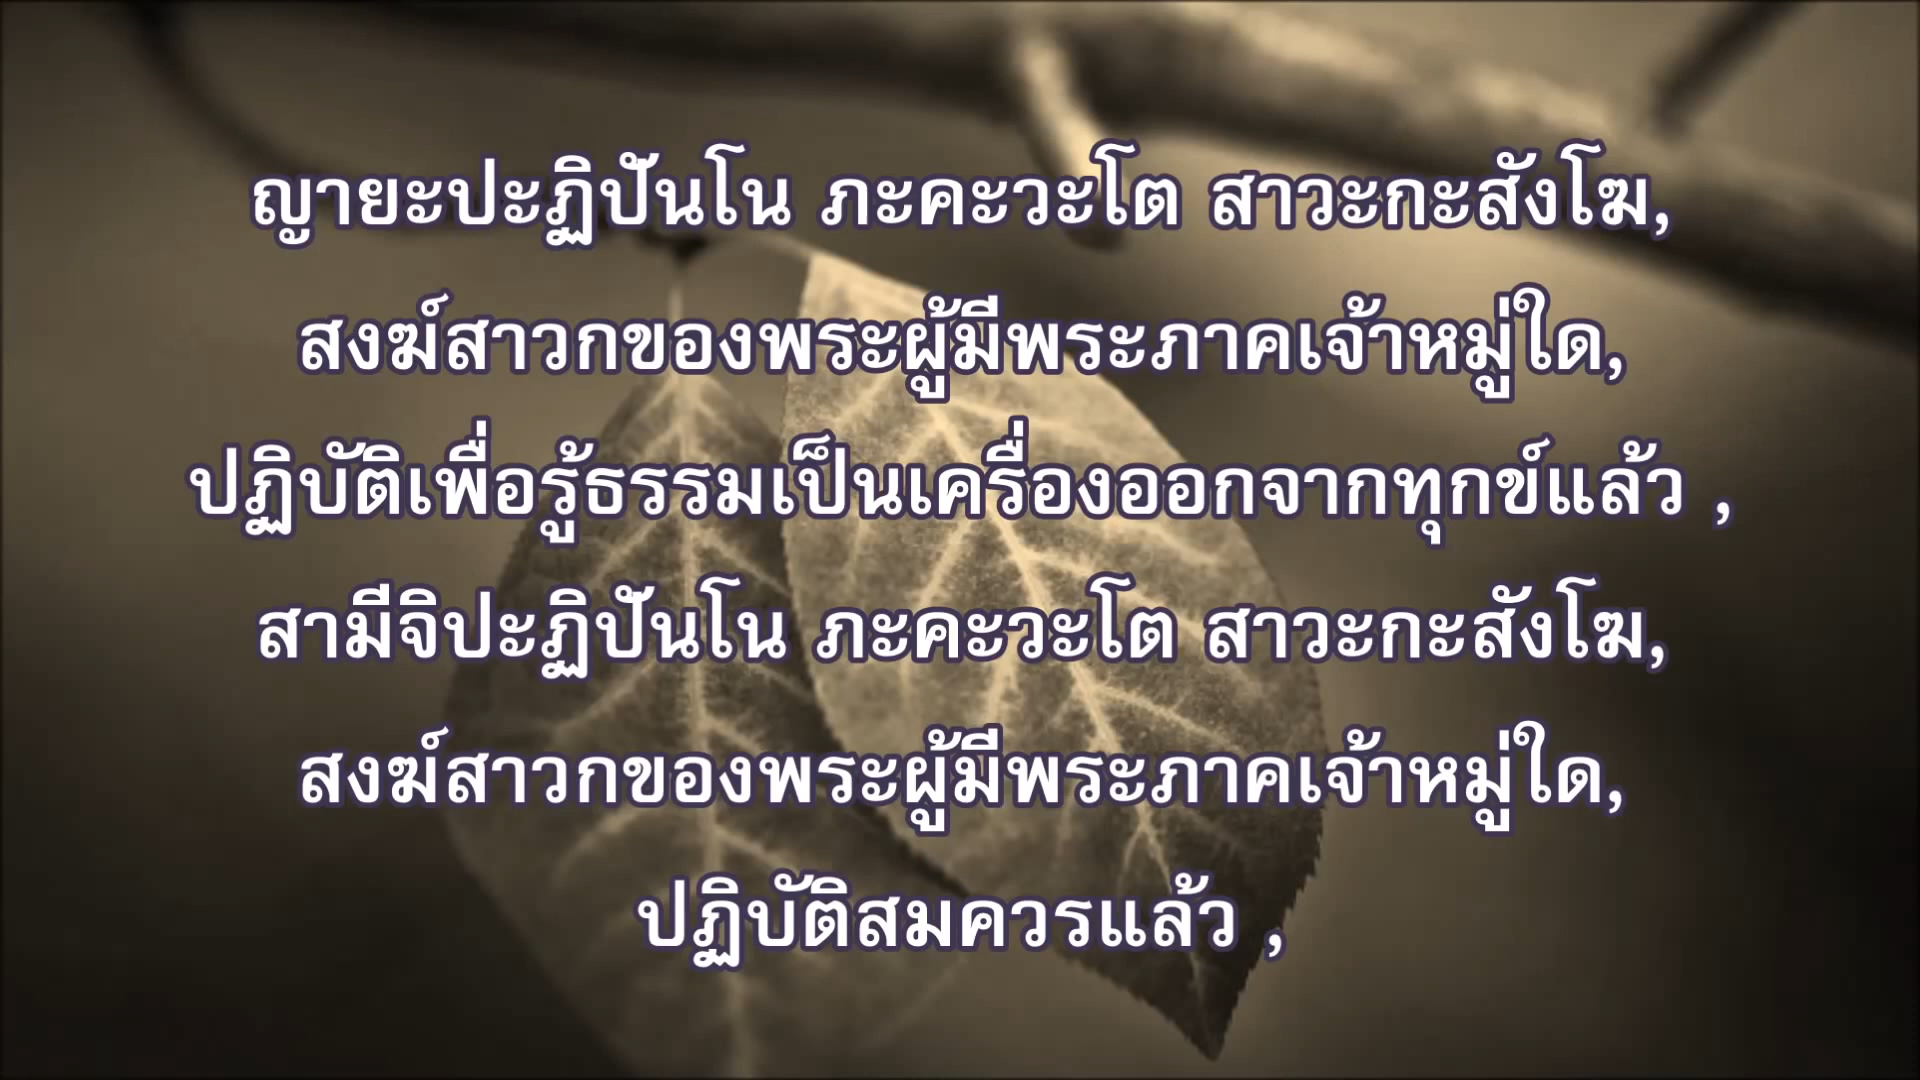 ญายะปะฏิปันโน ภะคะวะโต สาวะกะสังโฆ,
สงฆ์สาวกของพระผู้มีพระภาคเจ้าหมู่ใด,
ปฏิบัติเพื่อรู้ธรรมเป็นเครื่องออกจากทุกข์แล้ว ,
สามีจิปะฏิปันโน ภะคะวะโต สาวะกะสังโฆ,
สงฆ์สาวกของพระผู้มีพระภาคเจ้าหมู่ใด,
ปฏิบัติสมควรแล้ว ,